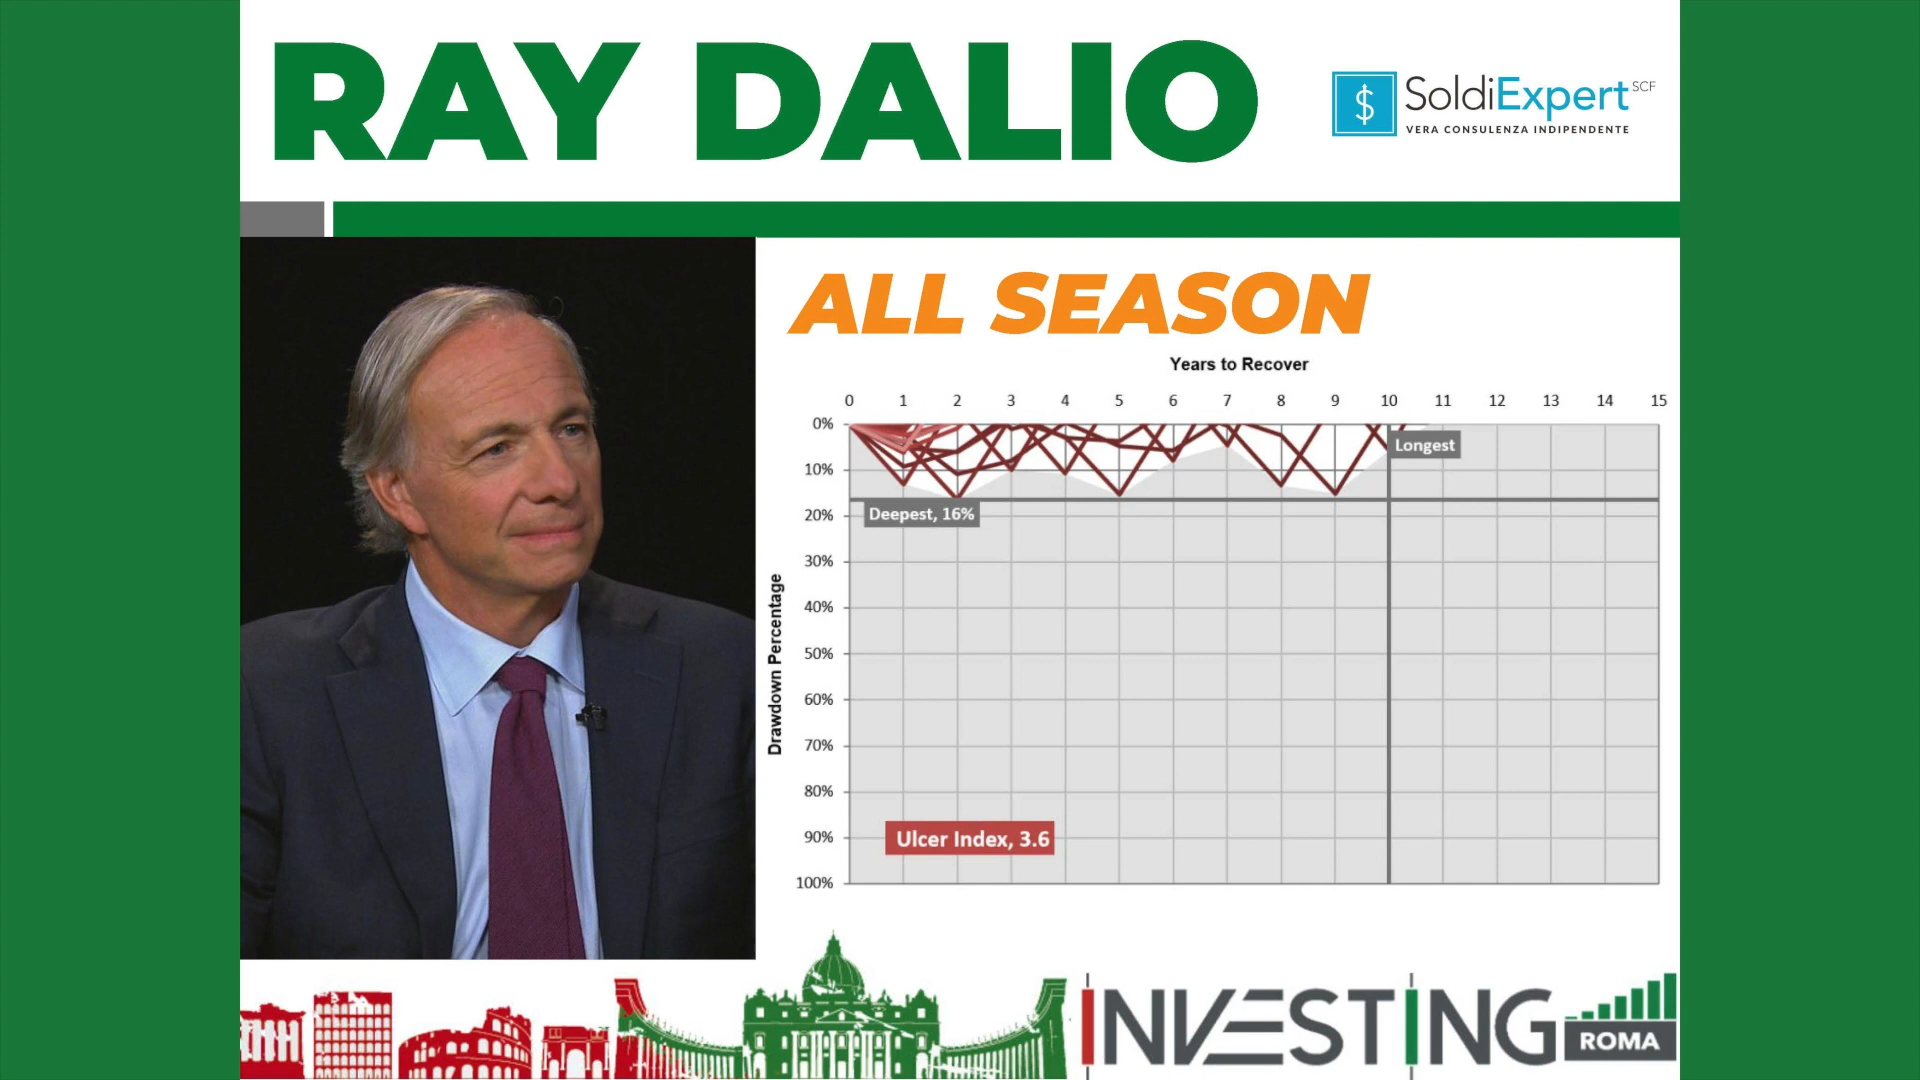 RAY DALIO
SoldiExpert SCF
VERA CONSULENZA INDIPENDENTE
ALL SEASON
Years to Recover
0 1 2 3 4 5 6 7 8 9 10 11 12 13 14 15
0%
Longest
10%
Deepest, 16%
20%
30%
40%
50%
60%
70%
80%
90%
100%
Drawdown Percentage
Ulcer Index, 3.6
INVESTING
ROMA